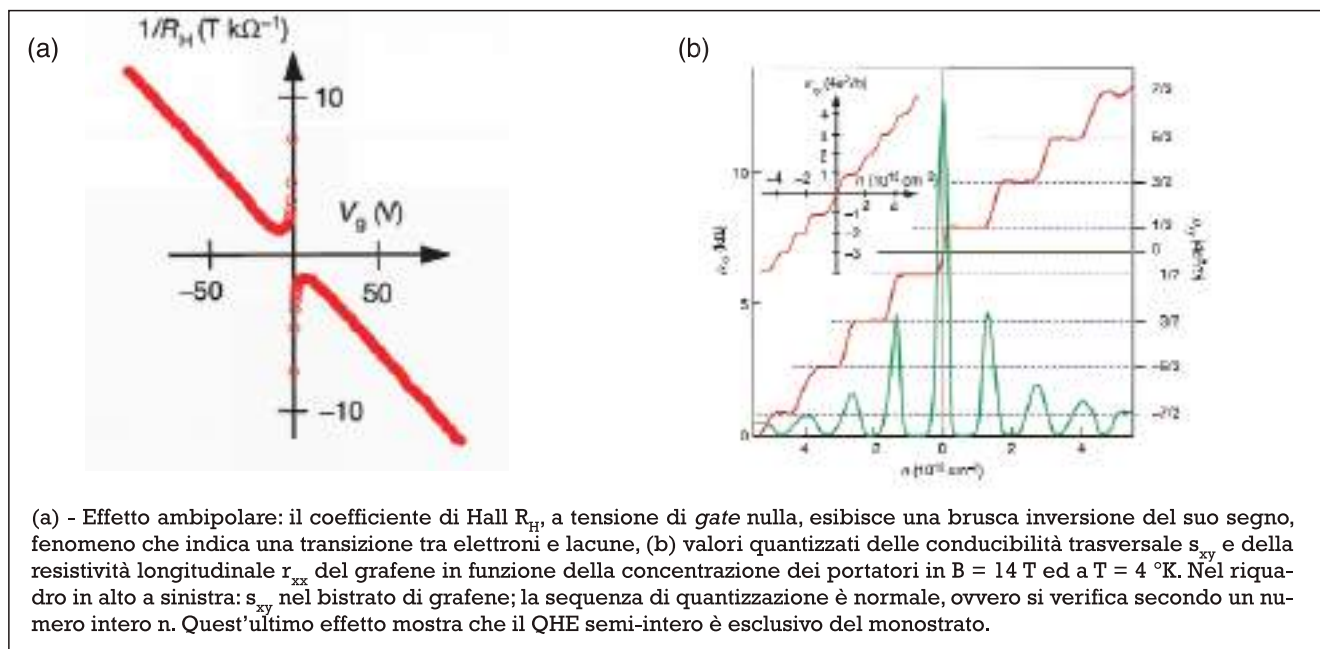 (a)
1/R_H (T kΩ⁻¹)
10
V_g (V)
−50
50
−10
(b)
4
3
2
1
−4 −2
2 4
−1
−2
−3
10
5
0
7/2
5/2
3/2
0
−7/2
4
0 2 4
(a) - Effetto ambipolare: il coefficiente di Hall R_H, a tensione di gate nulla, esibisce una brusca inversione del suo segno,
fenomeno che indica una transizione tra elettroni e lacune, (b) valori quantizzati delle conducibilità trasversale s_xy e della
resistività longitudinale r_xx del grafene in funzione della concentrazione dei portatori in B = 14 T ed a T = 4 °K. Nel riqua-
dro in alto a sinistra: s_xy nel bistrato di grafene; la sequenza di quantizzazione è normale, ovvero si verifica secondo un nu-
mero intero n. Quest'ultimo effetto mostra che il QHE semi-intero è esclusivo del monostrato.